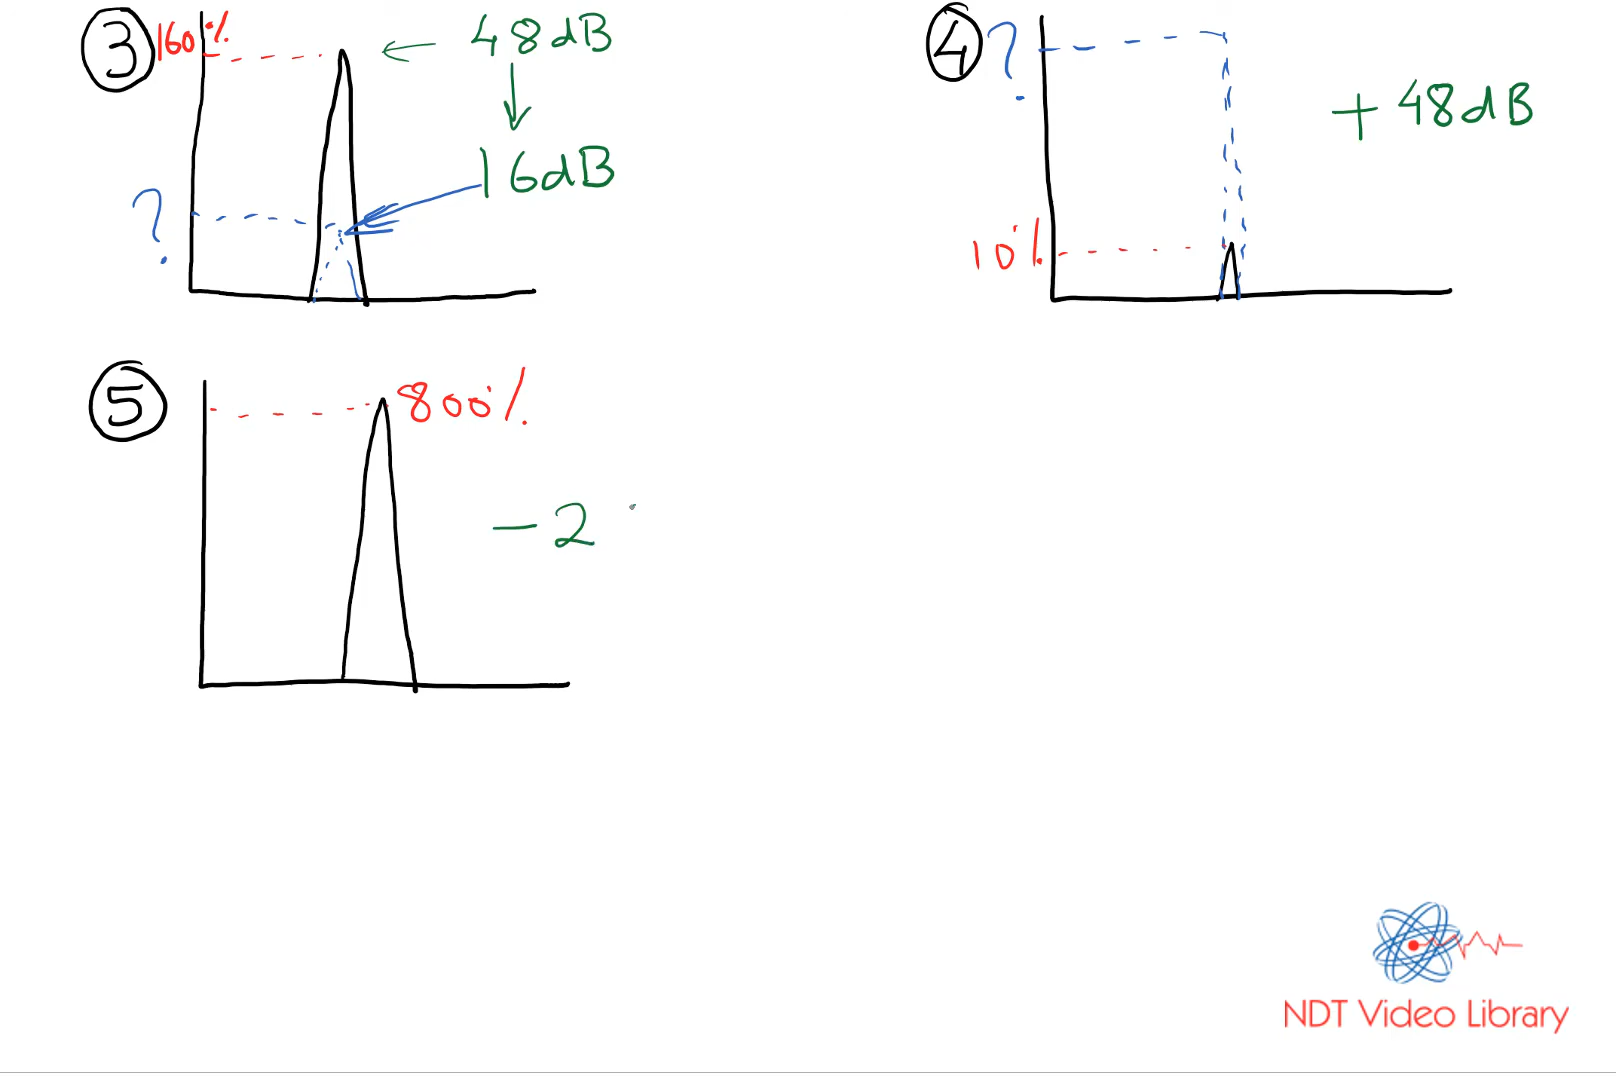 ③ 160% ← 48dB
↓
16dB
?
④ ? + 48dB
10%
⑤ 800%
- 2
NDT Video Library